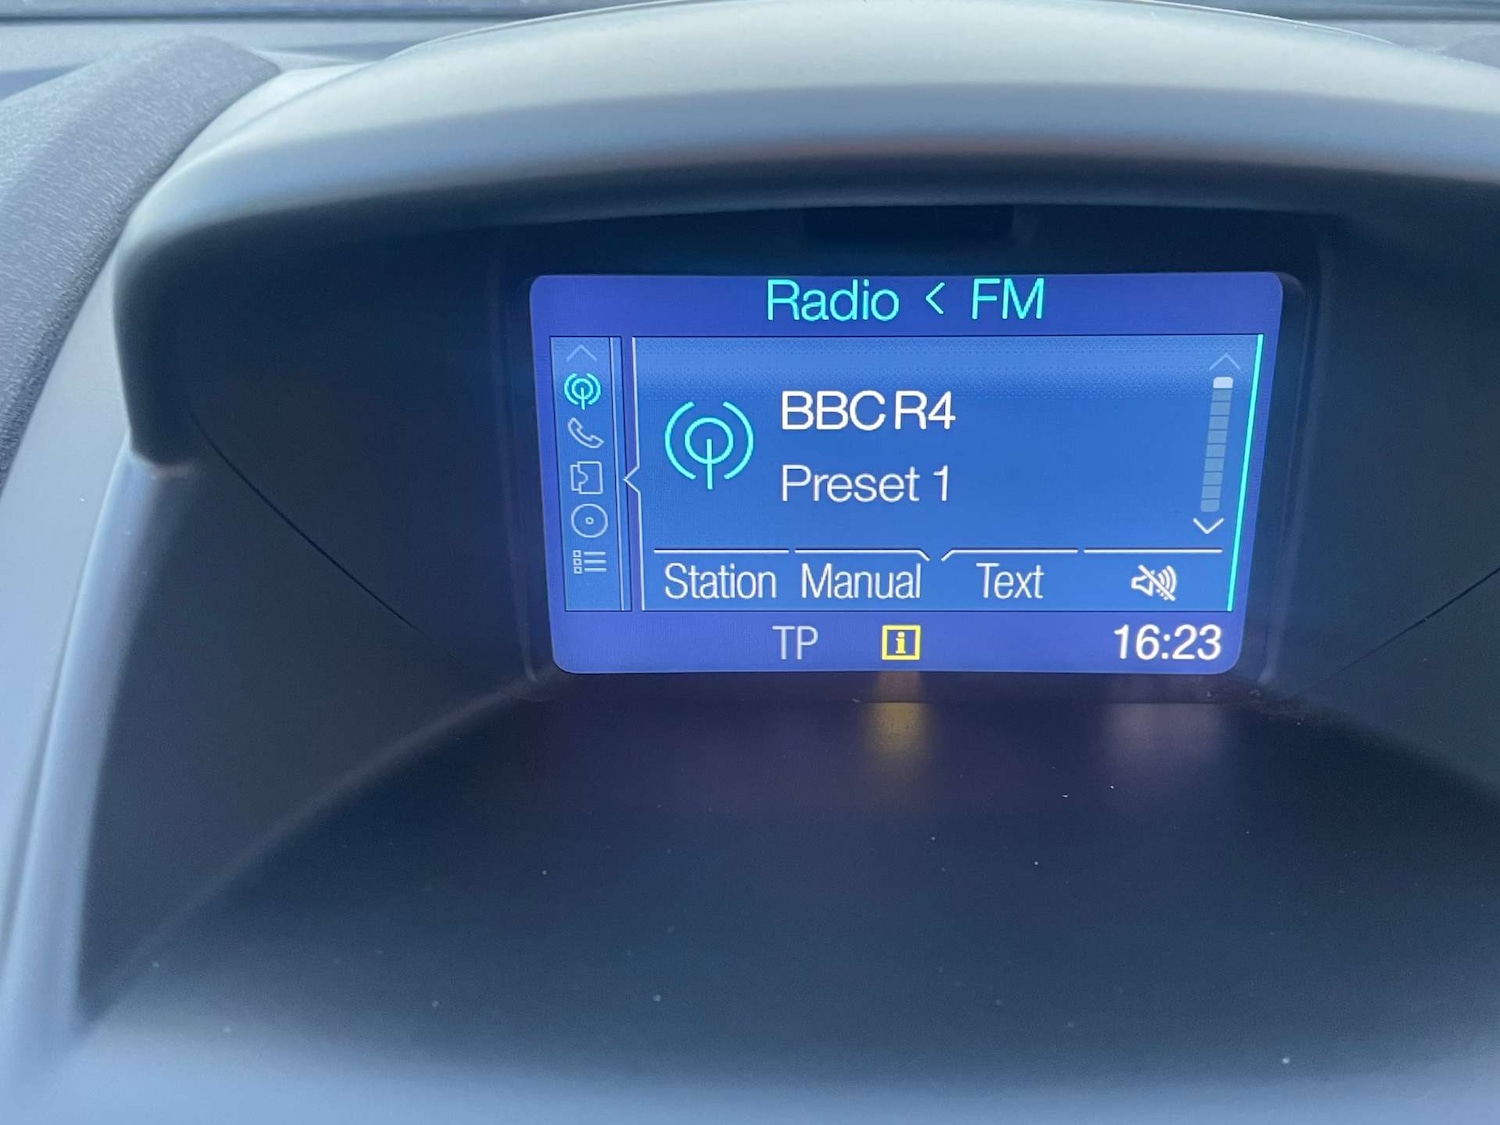 Radio < FM
BBC R4
Preset 1
Station Manual Text
TP i 16:23